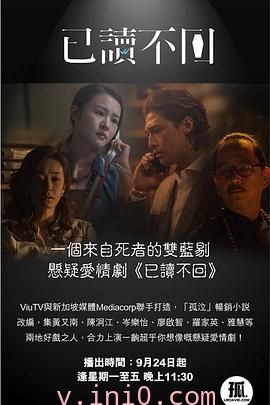 已讀不回
一個來自死者的雙藍剔
懸疑愛情劇《已讀不回》
ViuTV與新加坡媒體Mediacorp聯手打造，「孤泣」暢銷小說
改編，集黃又南、陳泂江、岑樂怡、廖啟智、羅家英、雅慧等
兩地好戲之人，合力上演一齣超乎你想像嘅懸疑愛情劇！
播出時間：9月24日起
逢星期一至五 晚上11:30
孤
LWOAVIE.COM
v.ini0.com